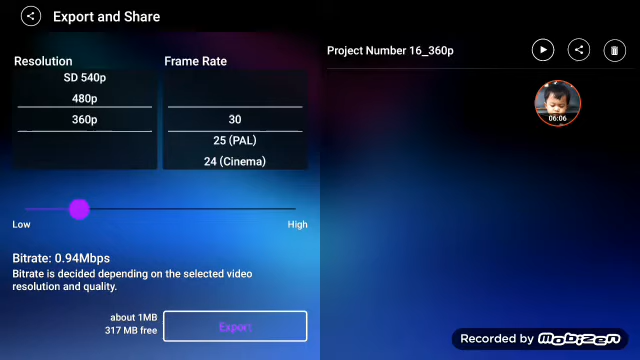 Export and Share
Resolution
Frame Rate
SD 540p
480p
360p
30
25 (PAL)
24 (Cinema)
Low
High
Bitrate: 0.94Mbps
Bitrate is decided depending on the selected video
resolution and quality.
about 1MB
317 MB free
Export
Project Number 16_360p
06:06
Recorded by MOBIZEN